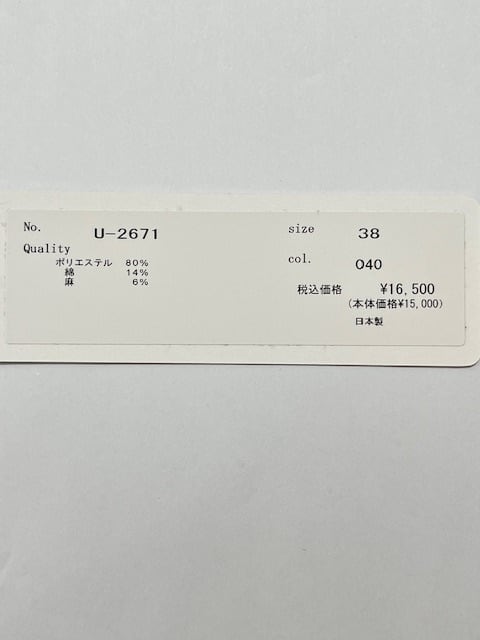 No. U-2671
Quality
ポリエステル 80%
綿 14%
麻 6%
size 38
col. 040
税込価格 ¥16,500
(本体価格¥15,000)
日本製